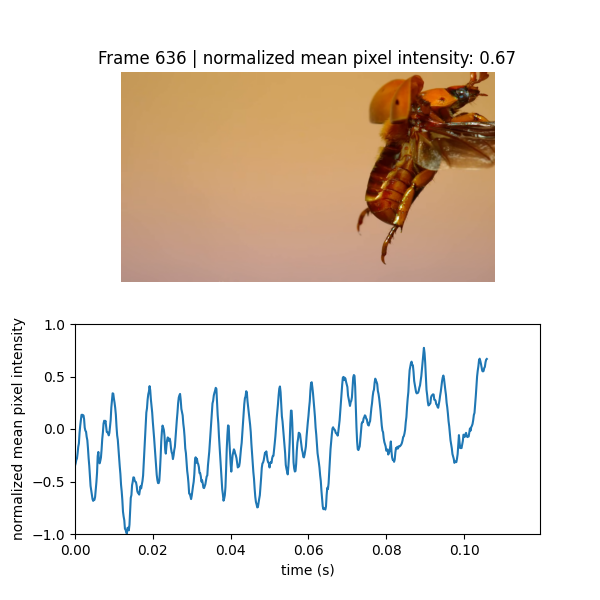 Frame 636 | normalized mean pixel intensity: 0.67
normalized mean pixel intensity
1.0
0.5
0.0
−0.5
−1.0
0.00 0.02 0.04 0.06 0.08 0.10
time (s)